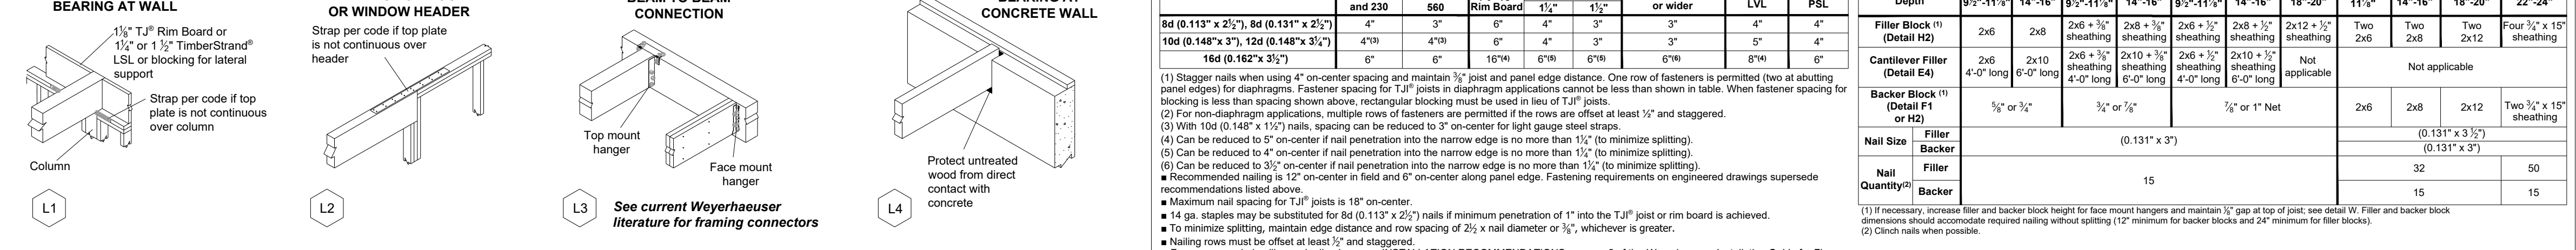 BEARING AT WALL
1⅛" TJ® Rim Board or
1¼" or 1 ½" TimberStrand®
LSL or blocking for lateral
support
Strap per code if top
plate is not continuous
over column
Column
L1
OR WINDOW HEADER
Strap per code if top plate
is not continuous over
header
L2
BEAM TO BEAM
CONNECTION
Top mount
hanger
Face mount
hanger
L3
See current Weyerhaeuser
literature for framing connectors
BEARING AT
CONCRETE WALL
Protect untreated
wood from direct
contact with
concrete
L4
and 230 560 Rim Board 1¼" 1½" or wider LVL PSL
8d (0.113" x 2½"), 8d (0.131" x 2½") 4" 3" 6" 4" 3" 3" 4" 4"
10d (0.148"x 3"), 12d (0.148"x 3¼") 4"(3) 4"(3) 6" 4" 3" 3" 5" 4"
16d (0.162"x 3½") 6" 6" 16"(4) 6"(5) 6"(5) 6"(6) 8"(4) 6"
(1) Stagger nails when using 4" on-center spacing and maintain ⅜" joist and panel edge distance. One row of fasteners is permitted (two at abutting
panel edges) for diaphragms. Fastener spacing for TJI® joists in diaphragm applications cannot be less than shown in table. When fastener spacing for
blocking is less than spacing shown above, rectangular blocking must be used in lieu of TJI® joists.
(2) For non-diaphragm applications, multiple rows of fasteners are permitted if the rows are offset at least ½" and staggered.
(3) With 10d (0.148" x 1½") nails, spacing can be reduced to 3" on-center for light gauge steel straps.
(4) Can be reduced to 5" on-center if nail penetration into the narrow edge is no more than 1¼" (to minimize splitting).
(5) Can be reduced to 4" on-center if nail penetration into the narrow edge is no more than 1¼" (to minimize splitting).
(6) Can be reduced to 3½" on-center if nail penetration into the narrow edge is no more than 1¼" (to minimize splitting).
■ Recommended nailing is 12" on-center in field and 6" on-center along panel edge. Fastening requirements on engineered drawings supersede
recommendations listed above.
■ Maximum nail spacing for TJI® joists is 18" on-center.
■ 14 ga. staples may be substituted for 8d (0.113" x 2½") nails if minimum penetration of 1" into the TJI® joist or rim board is achieved.
■ To minimize splitting, maintain edge distance and row spacing of 2½ x nail diameter or ⅜", whichever is greater.
■ Nailing rows must be offset at least ½" and staggered.
Depth 9½"-11⅞" 14"-16" 9½"-11⅞" 14"-16" 9½"-11⅞" 14"-16" 18"-20" 11⅞" 14"-16" 18"-20" 22"-24"
Filler Block (1)
(Detail H2)
2x6 2x8
2x6 + ⅜" 2x8 + ⅜" 2x6 + ½" 2x8 + ½" 2x12 + ½"
sheathing sheathing sheathing sheathing sheathing
Two Two Two Four ¾" x 15"
2x6 2x8 2x12 sheathing
Cantilever Filler
(Detail E4)
2x6 2x10
4'-0" long 6'-0" long
2x6 + ⅜" 2x10 + ⅜" 2x6 + ½" 2x10 + ½"
sheathing sheathing sheathing sheathing
4'-0" long 6'-0" long 4'-0" long 6'-0" long
Not
applicable
Not applicable
Backer Block (1)
(Detail F1
or H2)
⅝" or ¾" ¾" or ⅞" ⅞" or 1" Net 2x6 2x8 2x12
Two ¾" x 15"
sheathing
Nail Size
Filler (0.131" x 3 ½")
(0.131" x 3")
Backer (0.131" x 3")
Nail
Quantity(2)
Filler 32 50
15
Backer 15 15
(1) If necessary, increase filler and backer block height for face mount hangers and maintain ⅛" gap at top of joist; see detail W. Filler and backer block
dimensions should accomodate required nailing without splitting (12" minimum for backer blocks and 24" minimum for filler blocks).
(2) Clinch nails when possible.